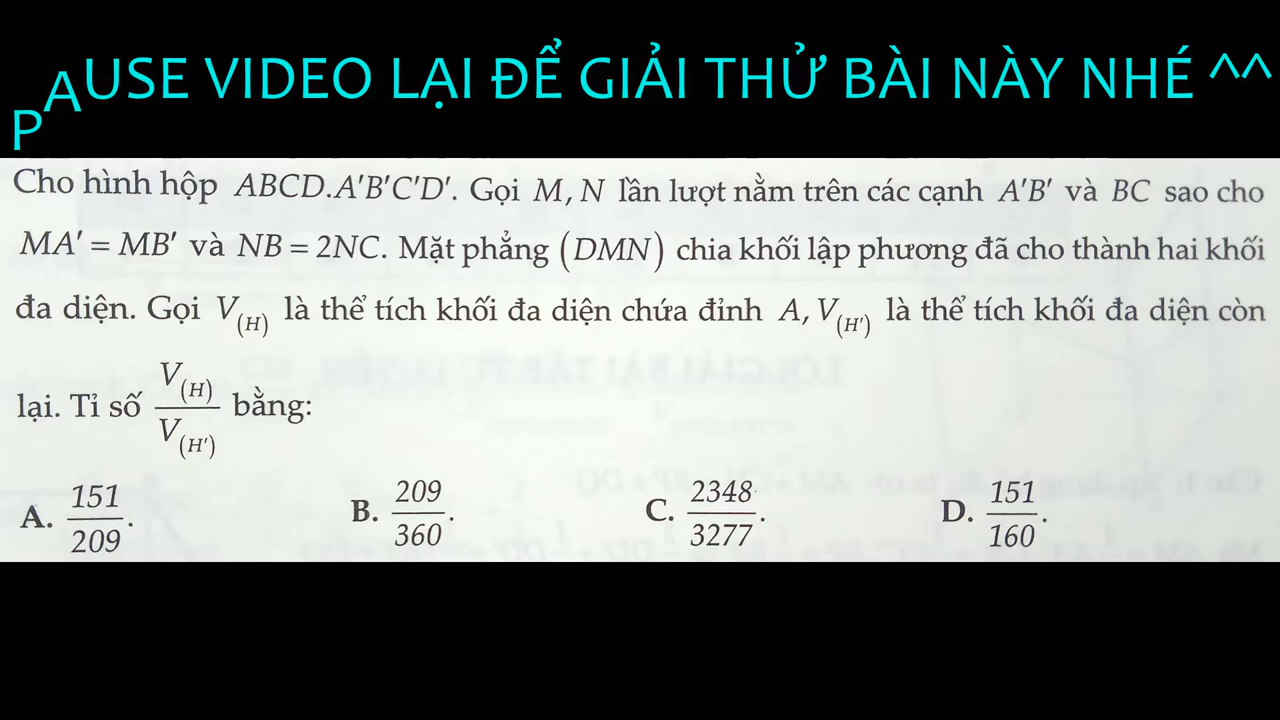 PAUSE VIDEO LẠI ĐỂ GIẢI THỬ BÀI NÀY NHÉ ^^
Cho hình hộp ABCD.A'B'C'D'. Gọi M, N lần lượt nằm trên các cạnh A'B' và BC sao cho
MA' = MB' và NB = 2NC. Mặt phẳng (DMN) chia khối lập phương đã cho thành hai khối
đa diện. Gọi V(H) là thể tích khối đa diện chứa đỉnh A, V(H') là thể tích khối đa diện còn
lại. Tỉ số V(H)/V(H') bằng:
A. 151/209. B. 209/360. C. 2348/3277. D. 151/160.